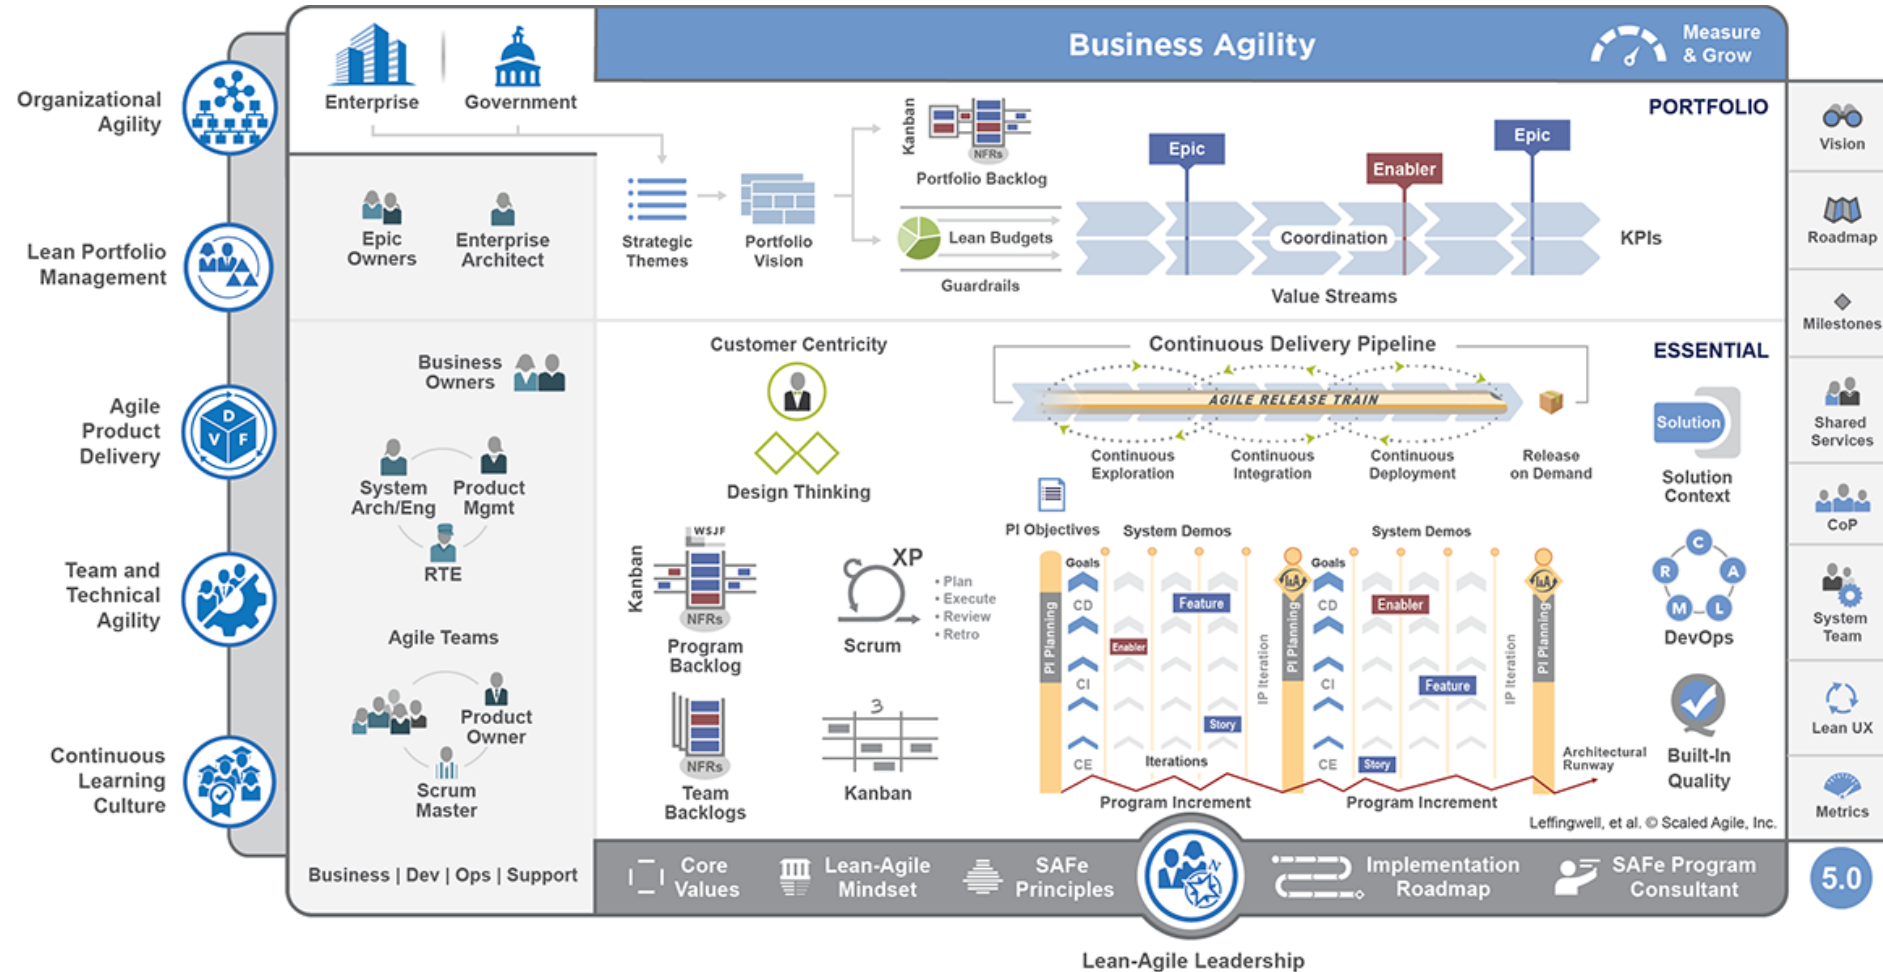 Business Agility
Measure
& Grow
Enterprise
Government
Organizational
Agility
Lean Portfolio
Management
Agile
Product
Delivery
D
V
F
Team and
Technical
Agility
Continuous
Learning
Culture
PORTFOLIO
Epic
Owners
Enterprise
Architect
Strategic
Themes
Portfolio
Vision
Kanban
NFRs
Portfolio Backlog
Lean Budgets
Guardrails
Epic
Enabler
Epic
Coordination
KPIs
Value Streams
ESSENTIAL
Business
Owners
System
Arch/Eng
Product
Mgmt
RTE
Agile Teams
Product
Owner
Scrum
Master
Business | Dev | Ops | Support
Customer Centricity
Design Thinking
Continuous Delivery Pipeline
AGILE RELEASE TRAIN
Continuous
Exploration
Continuous
Integration
Continuous
Deployment
Release
on Demand
Solution
Solution
Context
Kanban
WSJF
NFRs
Program
Backlog
XP
• Plan
• Execute
• Review
• Retro
Scrum
NFRs
Team
Backlogs
3
Kanban
PI Objectives
System Demos
System Demos
PI Planning
Goals
CD
CI
CE
Feature
Enabler
Story
Iterations
IP Iteration
I&A
PI Planning
Goals
CD
CI
CE
Enabler
Feature
Story
IP Iteration
I&A
PI Planning
Architectural
Runway
Program Increment
Program Increment
C
A
L
M
R
DevOps
Built-In
Quality
Leffingwell, et al. © Scaled Agile, Inc.
Vision
Roadmap
Milestones
Shared
Services
CoP
System
Team
Lean UX
Metrics
Core
Values
Lean-Agile
Mindset
SAFe
Principles
N
Implementation
Roadmap
SAFe Program
Consultant
5.0
Lean-Agile Leadership